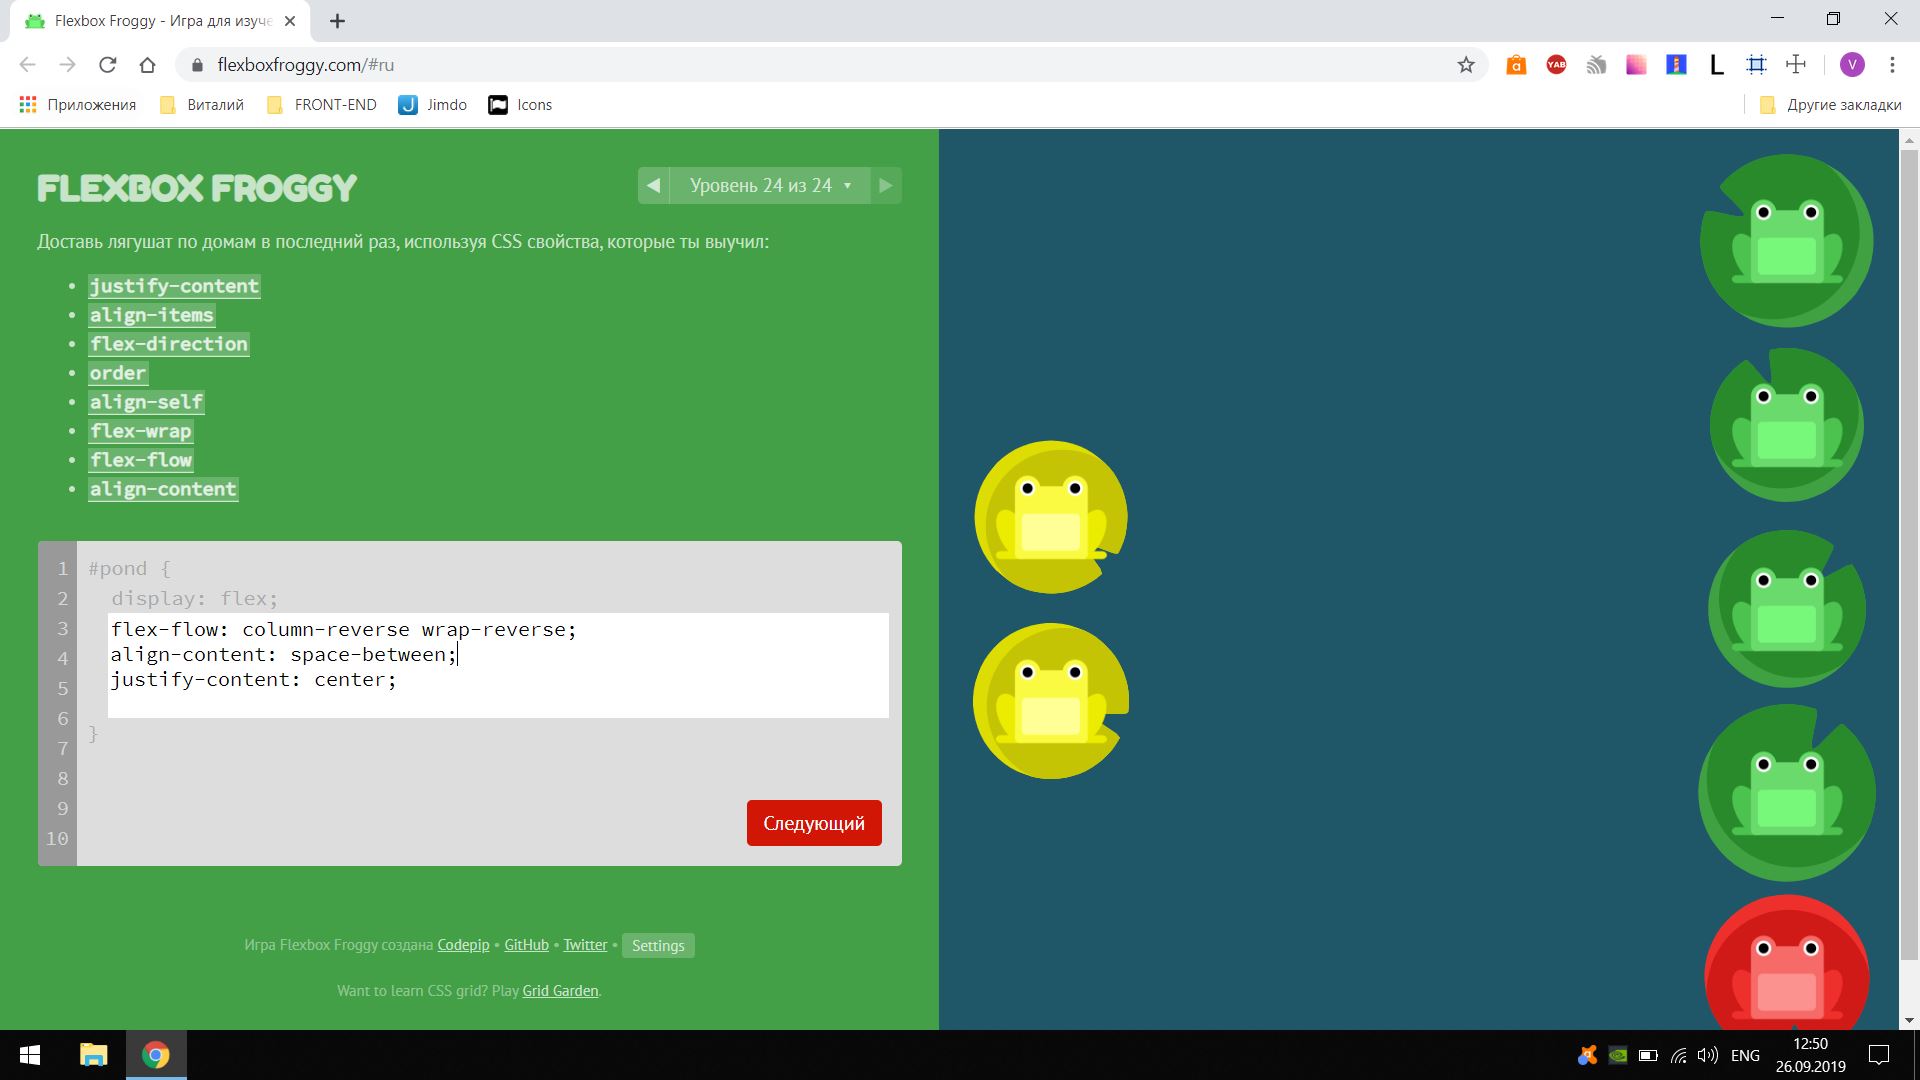 Flexbox Froggy - Игра для изуче
flexboxfroggy.com/#ru
YAB
L
V
Приложения
Виталий
FRONT-END
J
Jimdo
Icons
Другие закладки
FLEXBOX FROGGY
Уровень 24 из 24
Доставь лягушат по домам в последний раз, используя CSS свойства, которые ты выучил:
justify-content
align-items
flex-direction
order
align-self
flex-wrap
flex-flow
align-content
1 #pond {
2 display: flex;
3 flex-flow: column-reverse wrap-reverse;
4 align-content: space-between;
5 justify-content: center;
6
7 }
8
9
10
Следующий
Игра Flexbox Froggy создана Codepip • GitHub • Twitter • Settings
Want to learn CSS grid? Play Grid Garden.
ENG
12:50
26.09.2019